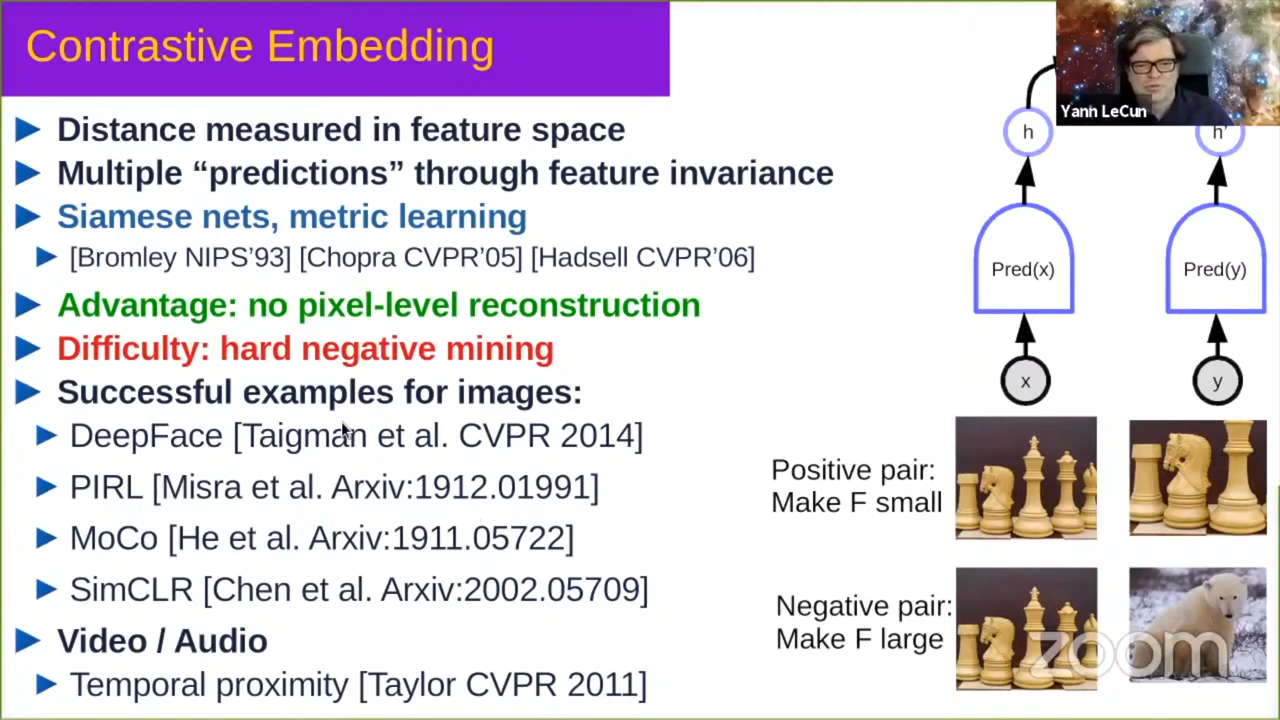 Contrastive Embedding
Yann LeCun
Distance measured in feature space
Multiple “predictions” through feature invariance
Siamese nets, metric learning
[Bromley NIPS’93] [Chopra CVPR’05] [Hadsell CVPR’06]
Advantage: no pixel-level reconstruction
Difficulty: hard negative mining
Successful examples for images:
DeepFace [Taigman et al. CVPR 2014]
PIRL [Misra et al. Arxiv:1912.01991]
MoCo [He et al. Arxiv:1911.05722]
SimCLR [Chen et al. Arxiv:2002.05709]
Video / Audio
Temporal proximity [Taylor CVPR 2011]
h
h'
Pred(x)
Pred(y)
x
y
Positive pair:
Make F small
Negative pair:
Make F large
zoom